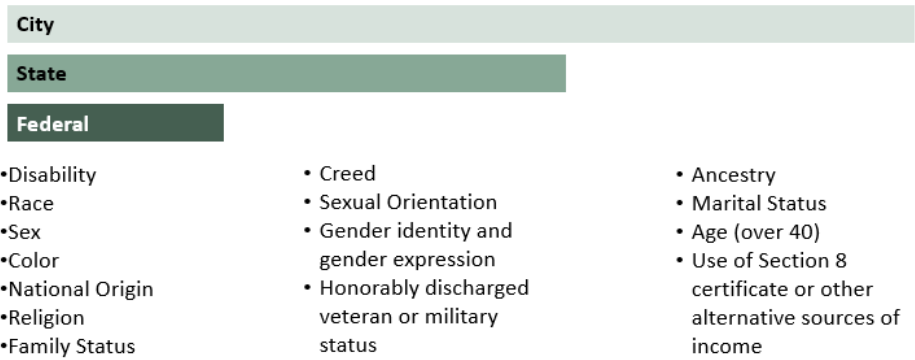 City
State
Federal
•Disability
•Race
•Sex
•Color
•National Origin
•Religion
•Family Status
• Creed
• Sexual Orientation
• Gender identity and
gender expression
• Honorably discharged
veteran or military
status
• Ancestry
• Marital Status
• Age (over 40)
• Use of Section 8
certificate or other
alternative sources of
income